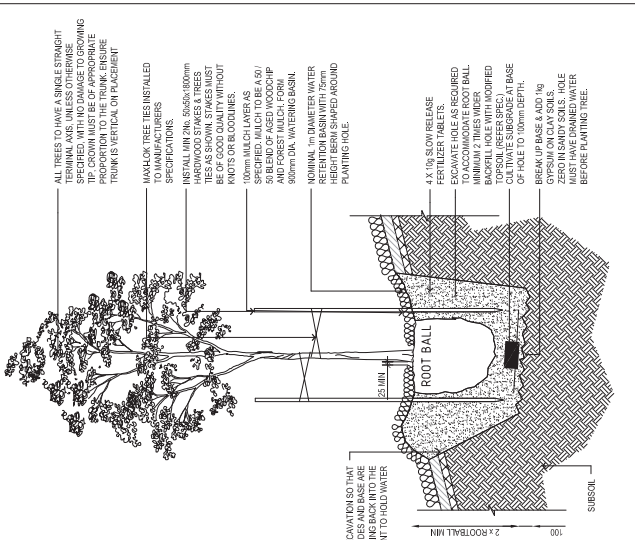 ALL TREES TO HAVE A SINGLE STRAIGHT
TERMINAL AXIS, UNLESS OTHERWISE
SPECIFIED, WITH NO DAMAGE TO GROWING
TIP. CROWN MUST BE OF APPROPRIATE
PROPORTION TO THE TRUNK. ENSURE
TRUNK IS VERTICAL ON PLACEMENT
MAXI-LOK TREE TIES INSTALLED
TO MANUFACTURERS
SPECIFICATIONS.
INSTALL MIN 2No. 50x50x1800mm
HARDWOOD STAKES & TREES
TIES AS SHOWN. STAKES MUST
BE OF GOOD QUALITY WITHOUT
KNOTS OR BLOODLINES.
100mm MULCH LAYER AS
SPECIFIED. MULCH TO BE A 50 /
50 BLEND OF AGED WOODCHIP
AND FOREST MULCH. FORM
900mm DIA. WATERING BASIN.
NOMINAL 1m DIAMETER WATER
RETENTION BASIN WITH 75mm
HEIGHT BERM SHAPED AROUND
PLANTING HOLE.
4 X 10g SLOW RELEASE
FERTILIZER TABLETS.
EXCAVATE HOLE AS REQUIRED
TO ACCOMMODATE ROOT BALL.
MINIMUM 2 TIMES WIDER
BACKFILL HOLE WITH MODIFIED
TOPSOIL (REFER SPEC.)
CULTIVATE SUBGRADE AT BASE
OF HOLE TO 100mm DEPTH.
BREAK UP BASE & ADD 1kg
GYPSUM ON CLAY SOILS,
ZERO IN SANDY SOILS. HOLE
MUST HAVE DRAINED WATER
BEFORE PLANTING TREE.
25 MIN
ROOT BALL
CAVATION SO THAT
DES AND BASE ARE
NG BACK INTO THE
NT TO HOLD WATER
2 x ROOTBALL MIN
100
SUBSOIL